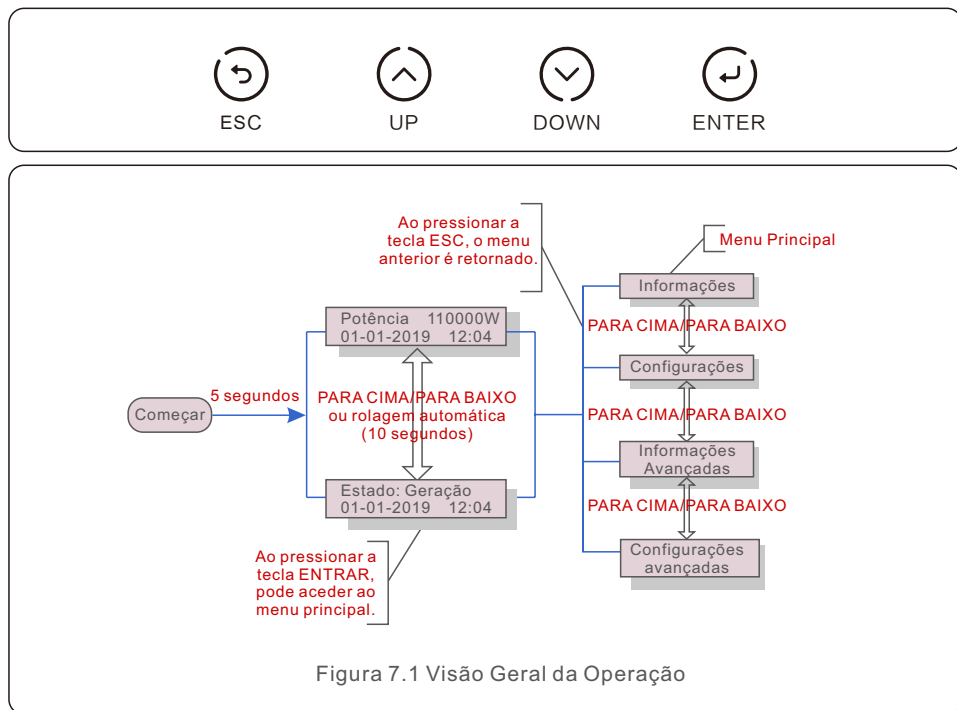 ESC
UP
DOWN
ENTER
Ao pressionar a
tecla ESC, o menu
anterior é retornado.
Menu Principal
Informações
PARA CIMA/PARA BAIXO
Configurações
PARA CIMA/PARA BAIXO
Informações
Avançadas
PARA CIMA/PARA BAIXO
Configurações
avançadas
Potência 110000W
01-01-2019 12:04
Começar
5 segundos
PARA CIMA/PARA BAIXO
ou rolagem automática
(10 segundos)
Estado: Geração
01-01-2019 12:04
Ao pressionar a
tecla ENTRAR,
pode aceder ao
menu principal.
Figura 7.1 Visão Geral da Operação